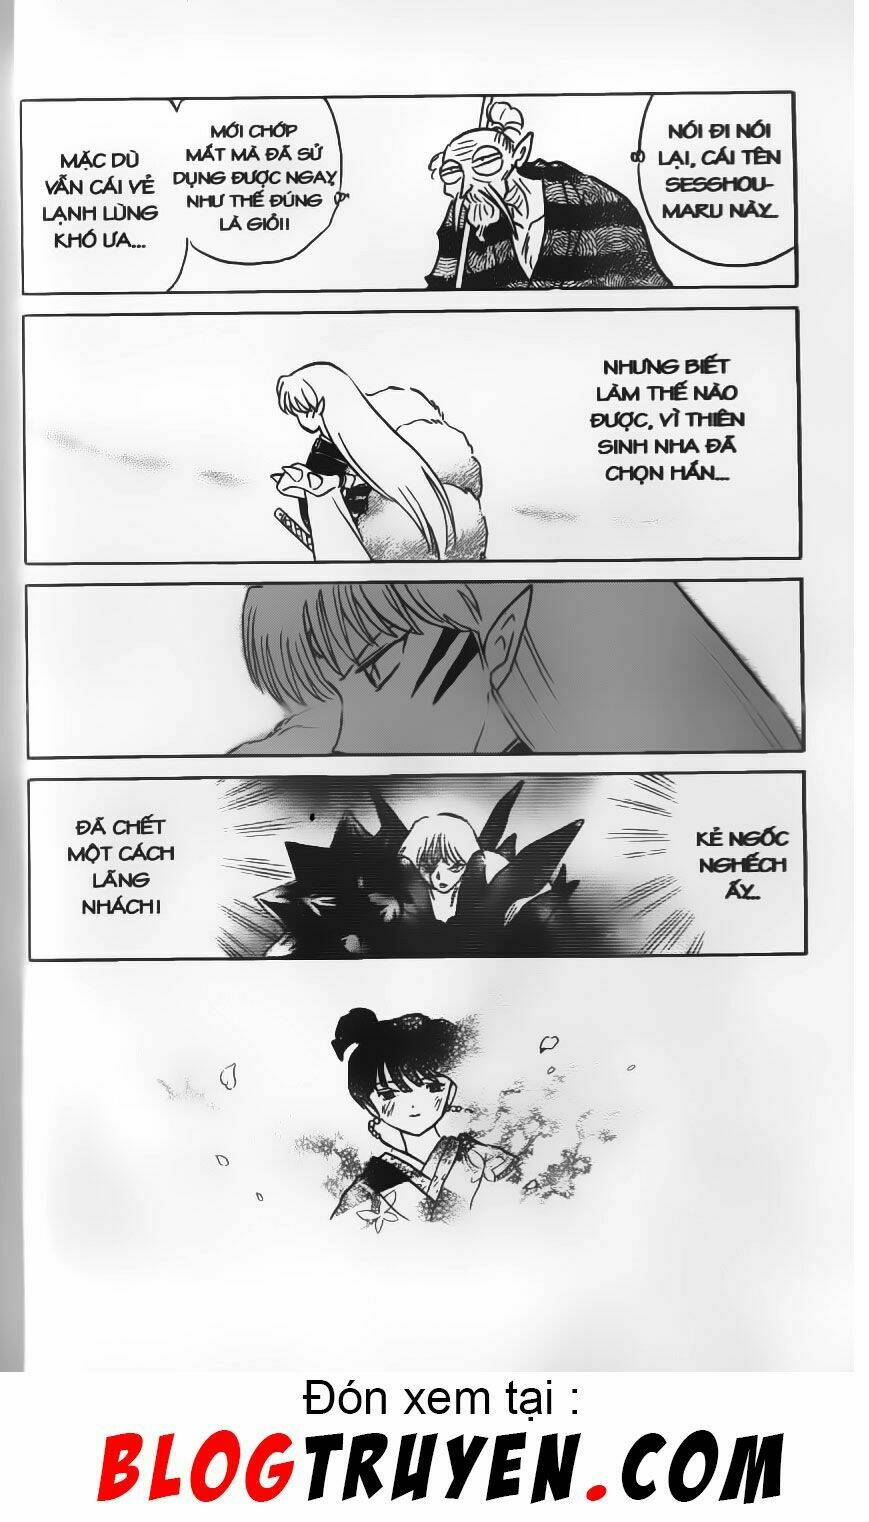 NÓI ĐI NÓI
LẠI, CÁI TÊN
SESSHOU-
MARU NÀY...
MỚI CHỚP
MẮT MÀ ĐÃ SỬ
DỤNG ĐƯỢC NGAY,
NHƯ THẾ ĐÚNG
LÀ GIỎI!
MẶC DÙ
VẪN CÁI VẺ
LẠNH LÙNG
KHÓ ƯA...
NHƯNG BIẾT
LÀM THẾ NÀO
ĐƯỢC, VÌ THIÊN
SINH NHA ĐÃ
CHỌN HẮN...
KẺ NGỐC
NGHẾCH
ẤY...
ĐÃ CHẾT
MỘT CÁCH
LÃNG
NHÁCH!
Đón xem tại :
BLOGTRUYEN.COM